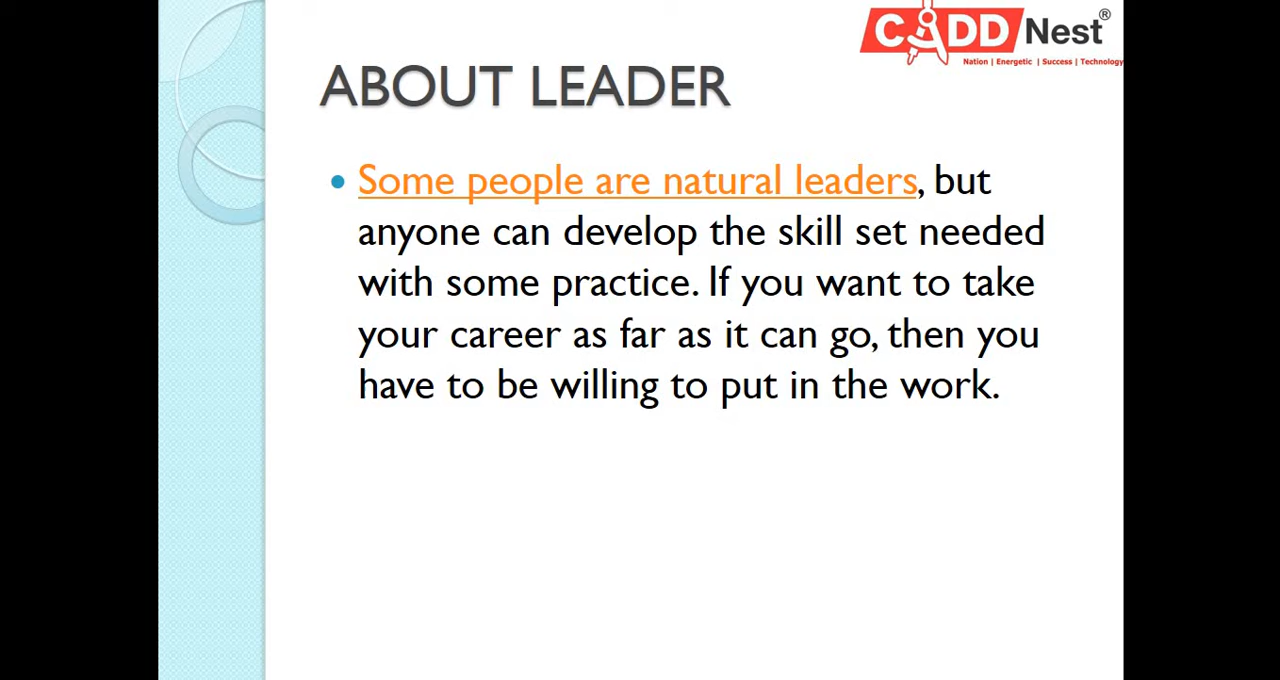 CADD Nest®
Nation | Energetic | Success | Technology
ABOUT LEADER
• Some people are natural leaders, but
anyone can develop the skill set needed
with some practice. If you want to take
your career as far as it can go, then you
have to be willing to put in the work.